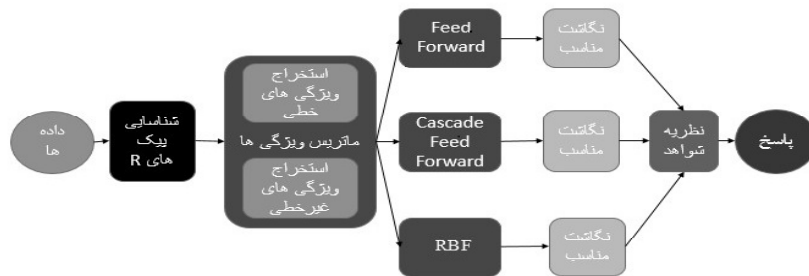 داده
ها
شناسایی
پیک
های R
استخراج
ویژگی های
خطی
ماتریس ویژگی ها
استخراج
ویژگی های
غیرخطی
Feed
Forward
نگاشت
مناسب
Cascade
Feed
Forward
نگاشت
مناسب
RBF
نگاشت
مناسب
نظریه
شواهد
پاسخ